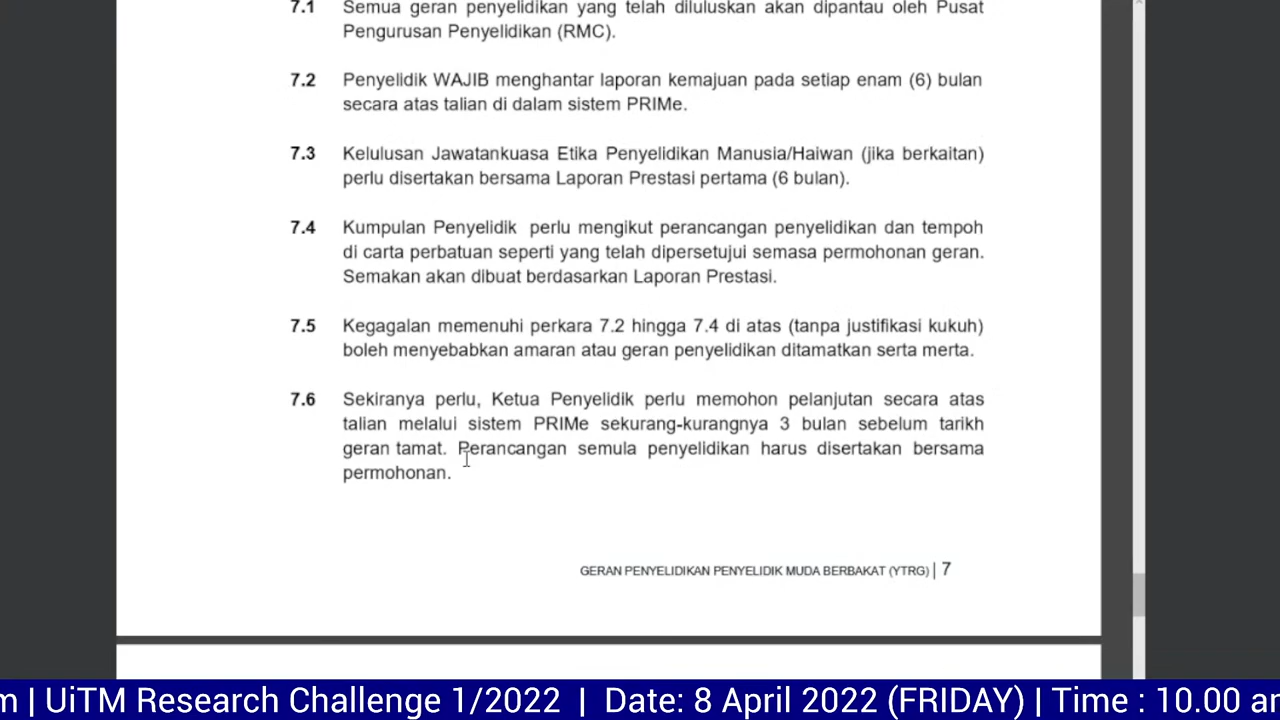 7.1 Semua geran penyelidikan yang telah diluluskan akan dipantau oleh Pusat
Pengurusan Penyelidikan (RMC).
7.2 Penyelidik WAJIB menghantar laporan kemajuan pada setiap enam (6) bulan
secara atas talian di dalam sistem PRIMe.
7.3 Kelulusan Jawatankuasa Etika Penyelidikan Manusia/Haiwan (jika berkaitan)
perlu disertakan bersama Laporan Prestasi pertama (6 bulan).
7.4 Kumpulan Penyelidik perlu mengikut perancangan penyelidikan dan tempoh
di carta perbatuan seperti yang telah dipersetujui semasa permohonan geran.
Semakan akan dibuat berdasarkan Laporan Prestasi.
7.5 Kegagalan memenuhi perkara 7.2 hingga 7.4 di atas (tanpa justifikasi kukuh)
boleh menyebabkan amaran atau geran penyelidikan ditamatkan serta merta.
7.6 Sekiranya perlu, Ketua Penyelidik perlu memohon pelanjutan secara atas
talian melalui sistem PRIMe sekurang-kurangnya 3 bulan sebelum tarikh
geran tamat. Perancangan semula penyelidikan harus disertakan bersama
permohonan.
GERAN PENYELIDIKAN PENYELIDIK MUDA BERBAKAT (YTRG) | 7
m | UiTM Research Challenge 1/2022 | Date: 8 April 2022 (FRIDAY) | Time : 10.00 am